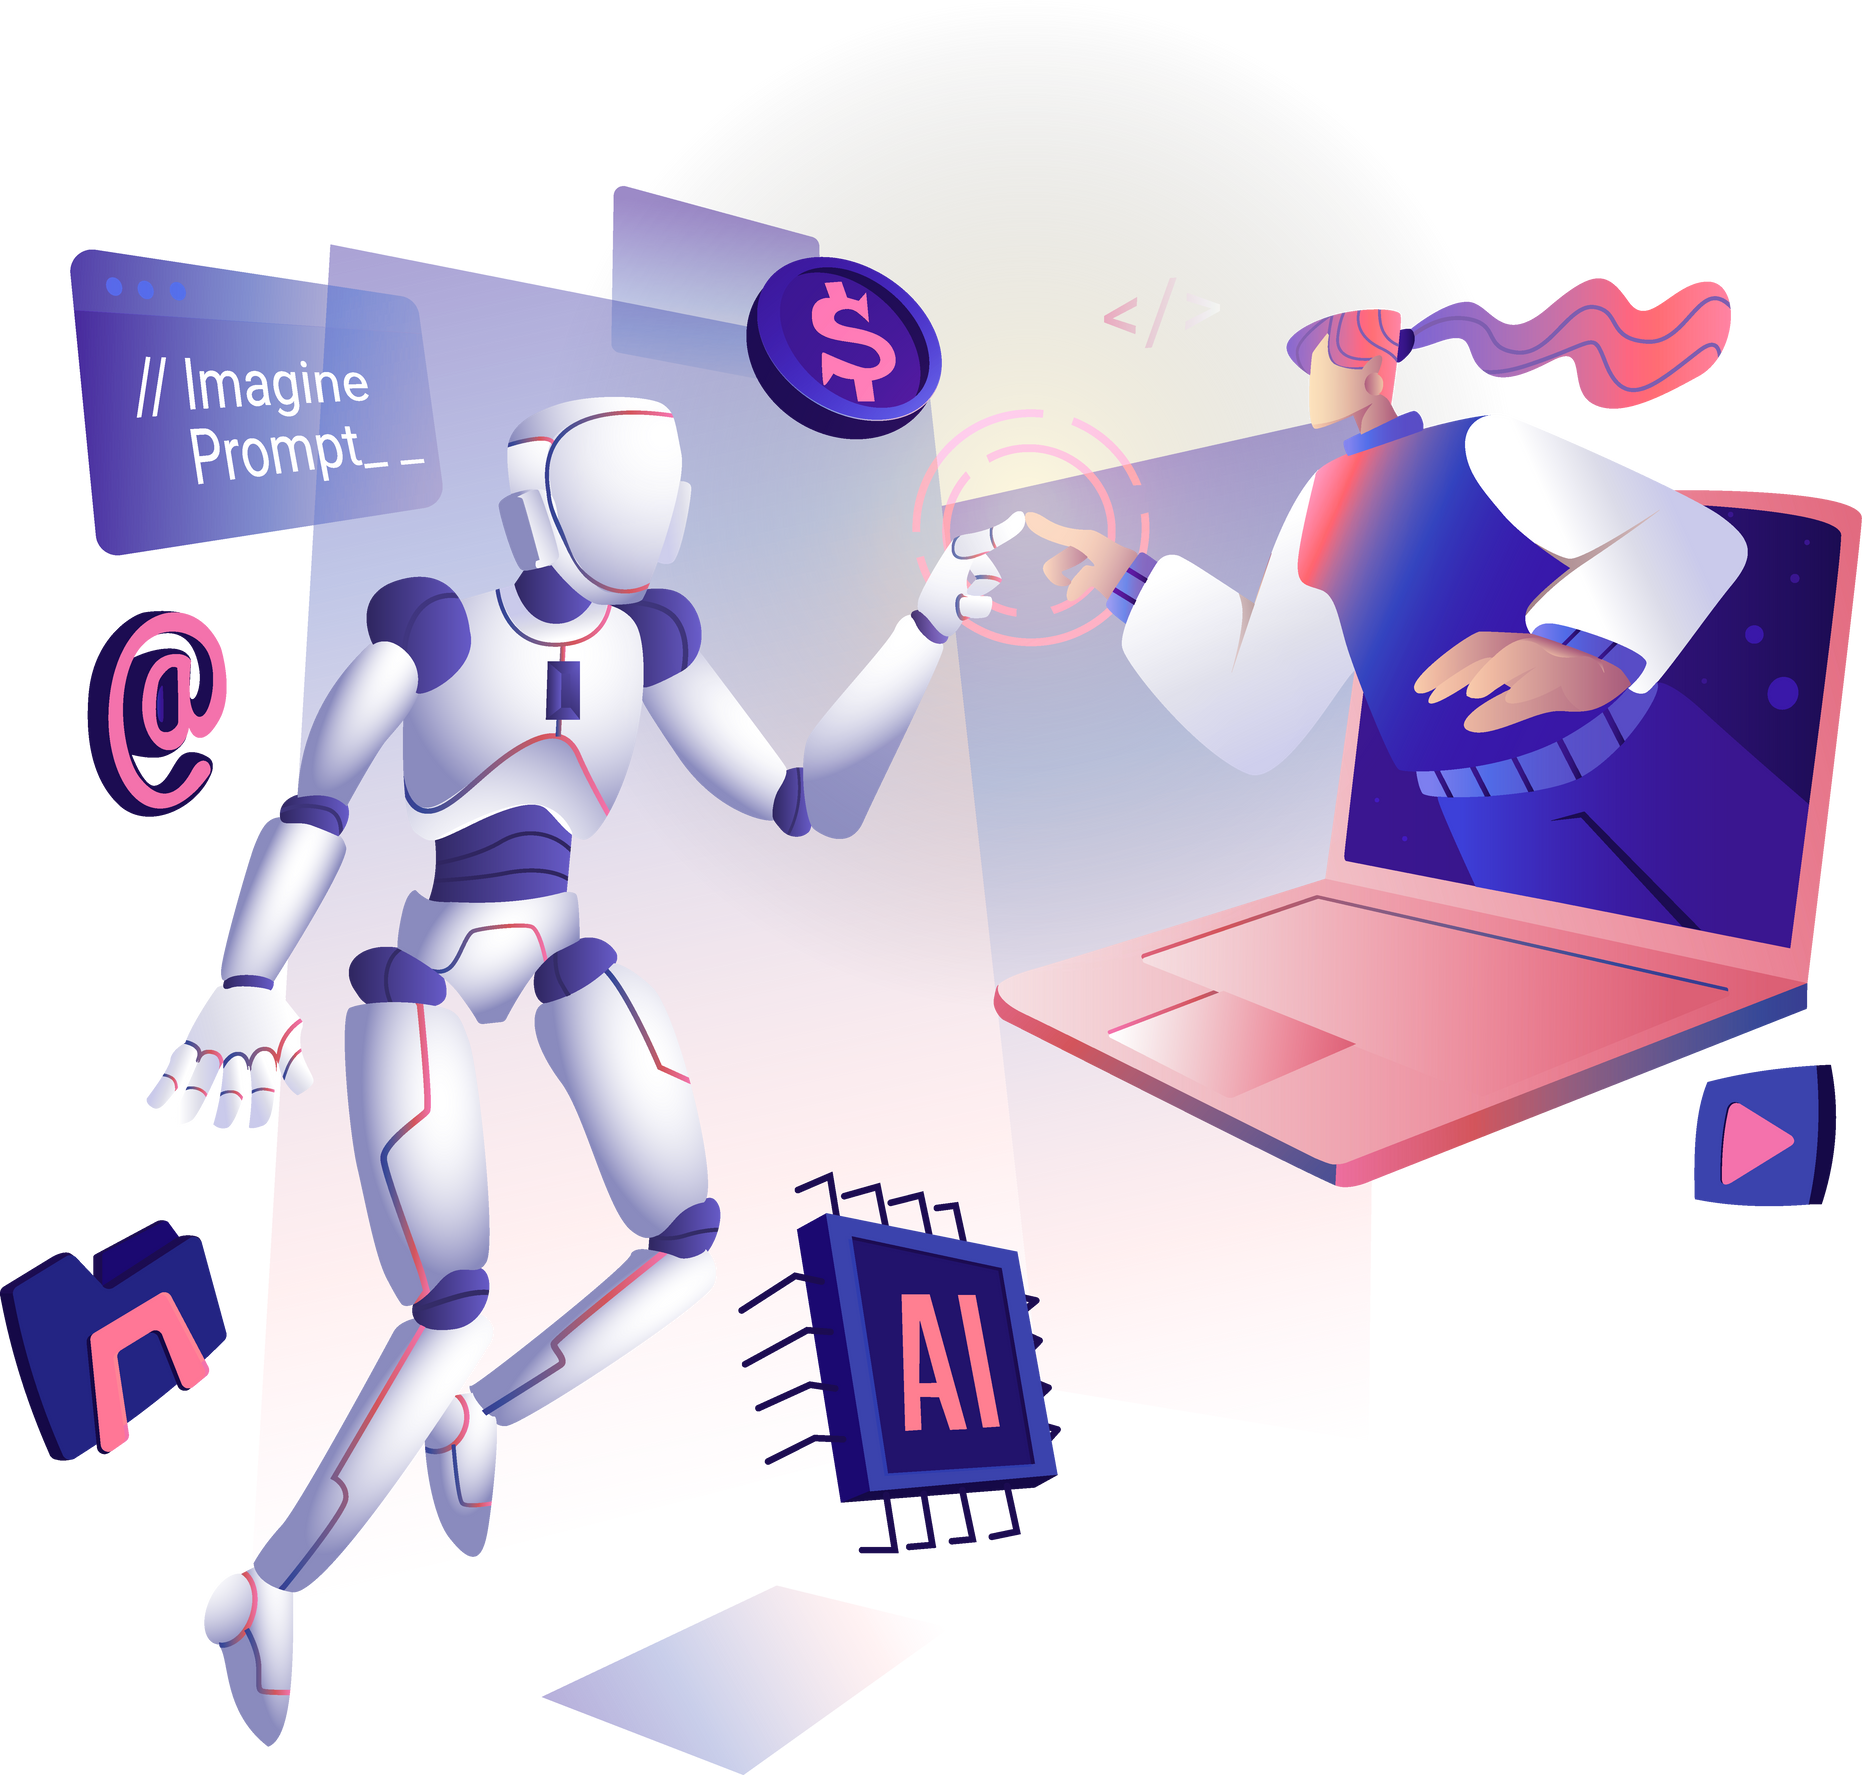 // Imagine
Prompt_ _
$
</>
@
AI